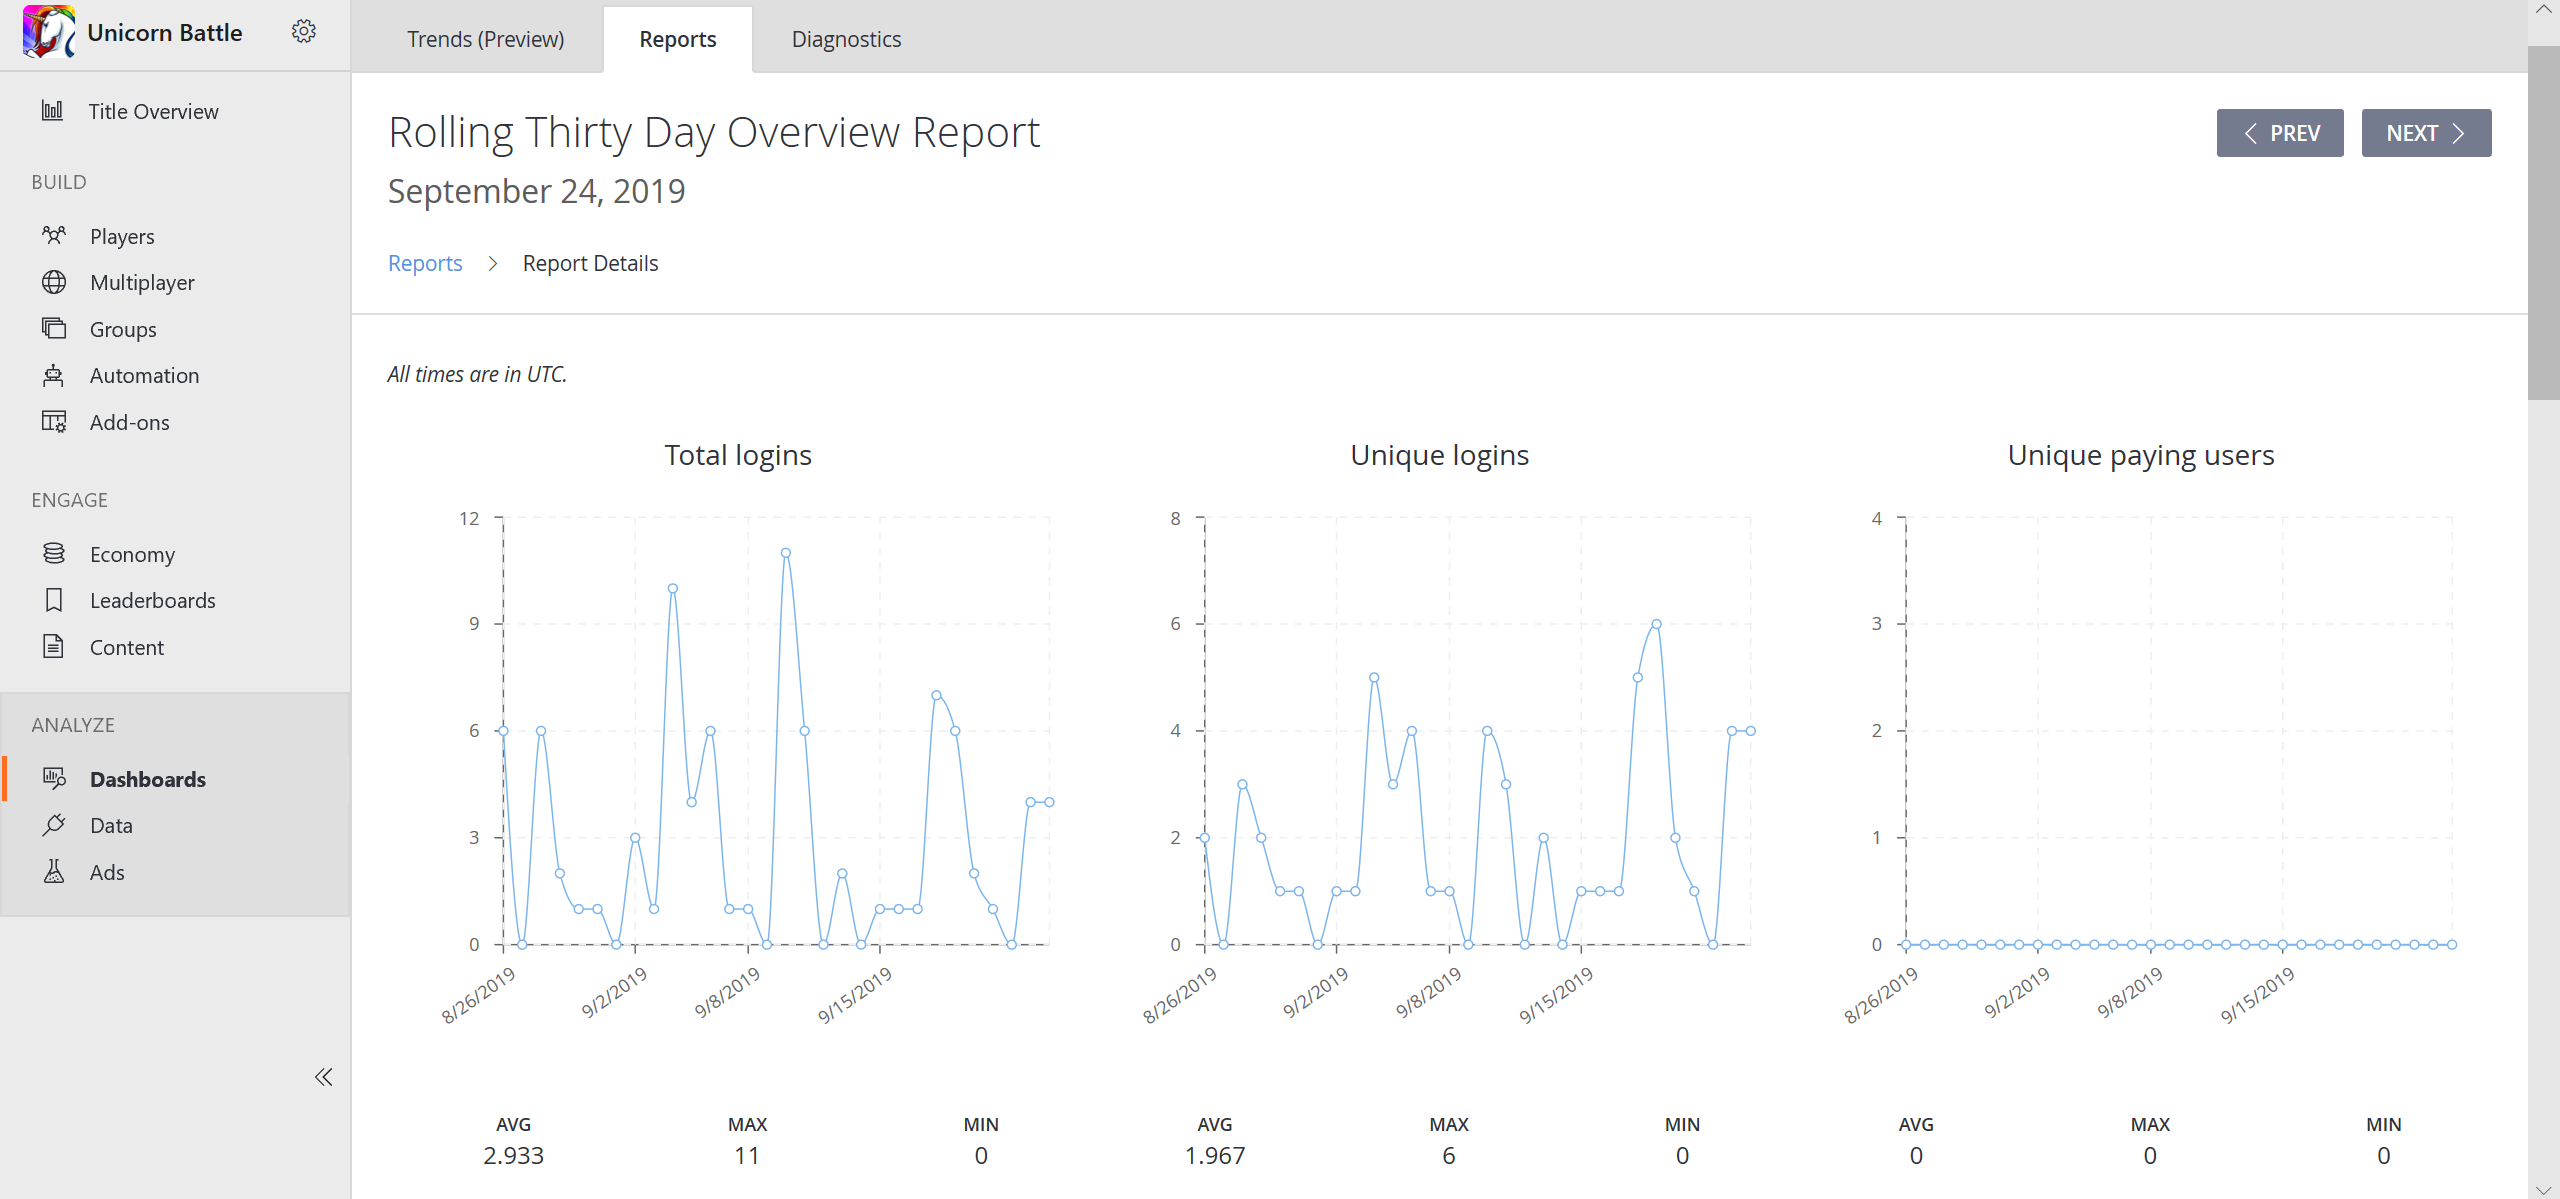 Unicorn Battle
Title Overview
BUILD
Players
Multiplayer
Groups
Automation
Add-ons
ENGAGE
Economy
Leaderboards
Content
ANALYZE
Dashboards
Data
Ads
Trends (Preview) Reports Diagnostics
Rolling Thirty Day Overview Report
PREV NEXT
September 24, 2019
Reports > Report Details
All times are in UTC.
Total logins
12
9
6
3
0
8/26/2019 9/2/2019 9/8/2019 9/15/2019
AVG MAX MIN
2.933 11 0
Unique logins
8
6
4
2
0
8/26/2019 9/2/2019 9/8/2019 9/15/2019
AVG MAX MIN
1.967 6 0
Unique paying users
4
3
2
1
0
8/26/2019 9/2/2019 9/8/2019 9/15/2019
AVG MAX MIN
0 0 0